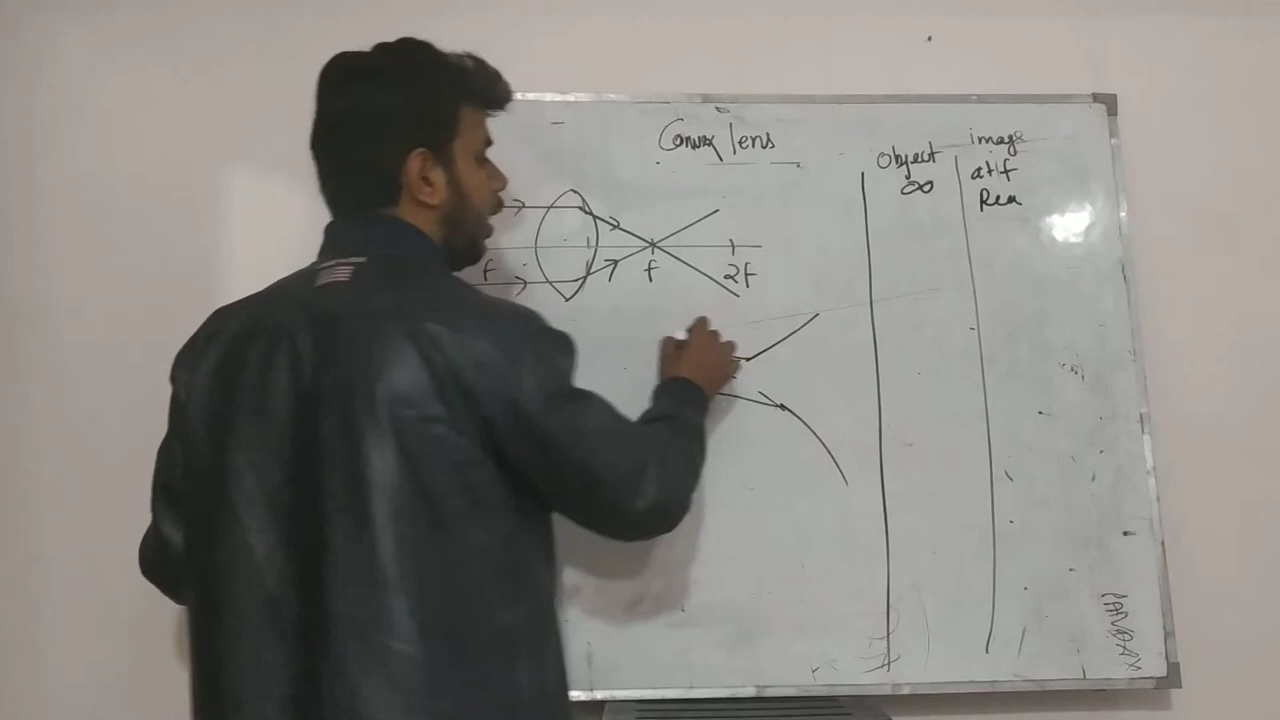 Convex lens
Object
∞
image
at f
Rea
f
f
2f